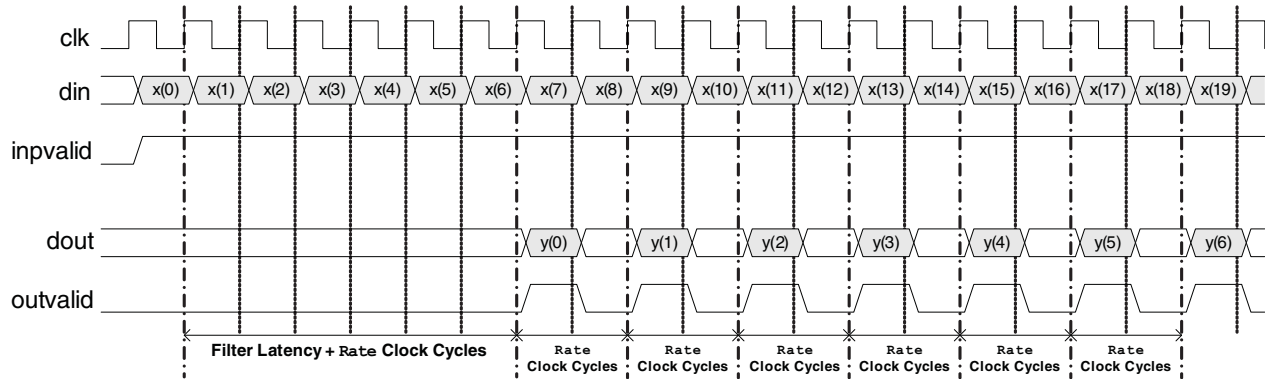 clk
din x(0) x(1) x(2) x(3) x(4) x(5) x(6) x(7) x(8) x(9) x(10) x(11) x(12) x(13) x(14) x(15) x(16) x(17) x(18) x(19)
inpvalid
dout y(0) y(1) y(2) y(3) y(4) y(5) y(6)
outvalid
Filter Latency + Rate Clock Cycles Rate Rate Rate Rate Rate Rate
Clock Cycles Clock Cycles Clock Cycles Clock Cycles Clock Cycles Clock Cycles